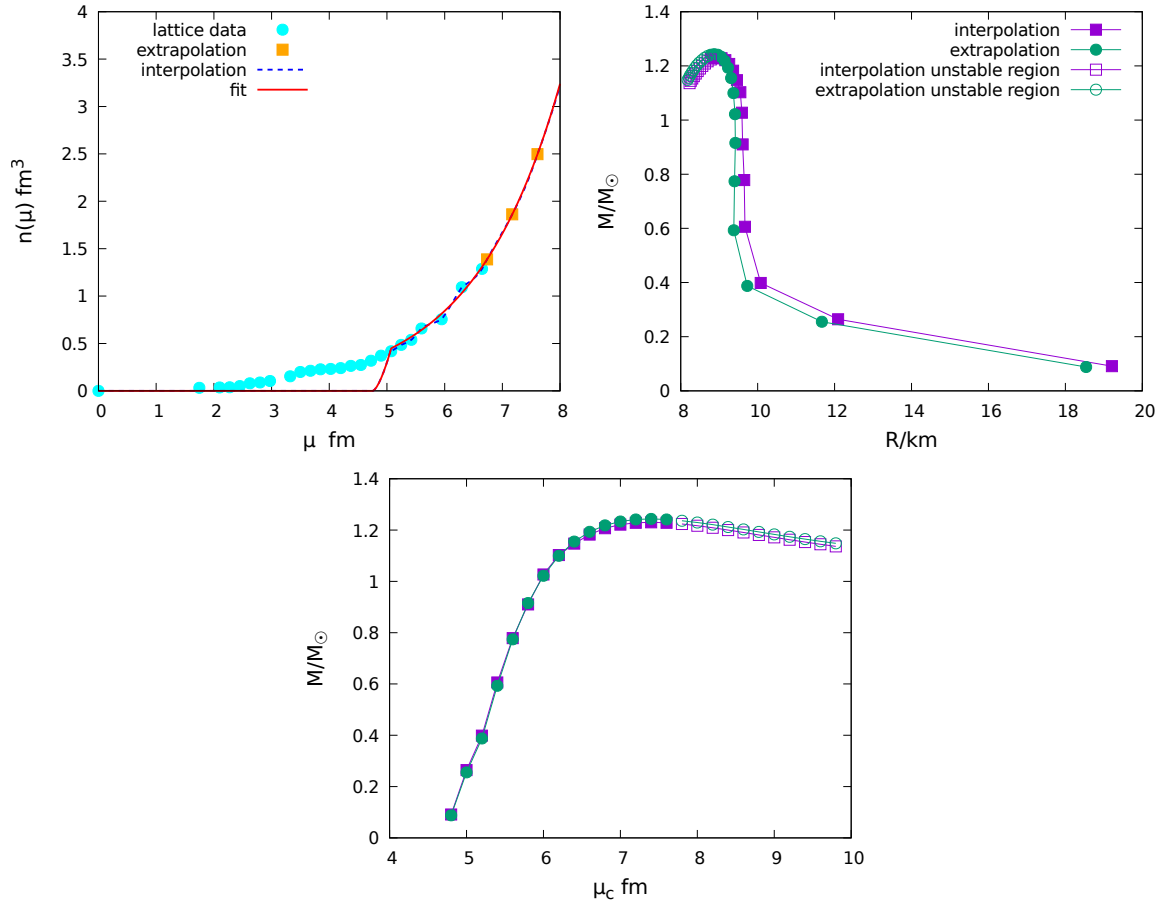 lattice data
extrapolation
interpolation
fit
4
3.5
3
2.5
2
1.5
1
0.5
0
n(μ) fm³
0 1 2 3 4 5 6 7 8
μ fm
interpolation
extrapolation
interpolation unstable region
extrapolation unstable region
1.4
1.2
1
0.8
0.6
0.4
0.2
0
M/M☉
8 10 12 14 16 18 20
R/km
1.4
1.2
1
0.8
0.6
0.4
0.2
0
M/M☉
4 5 6 7 8 9 10
μc fm